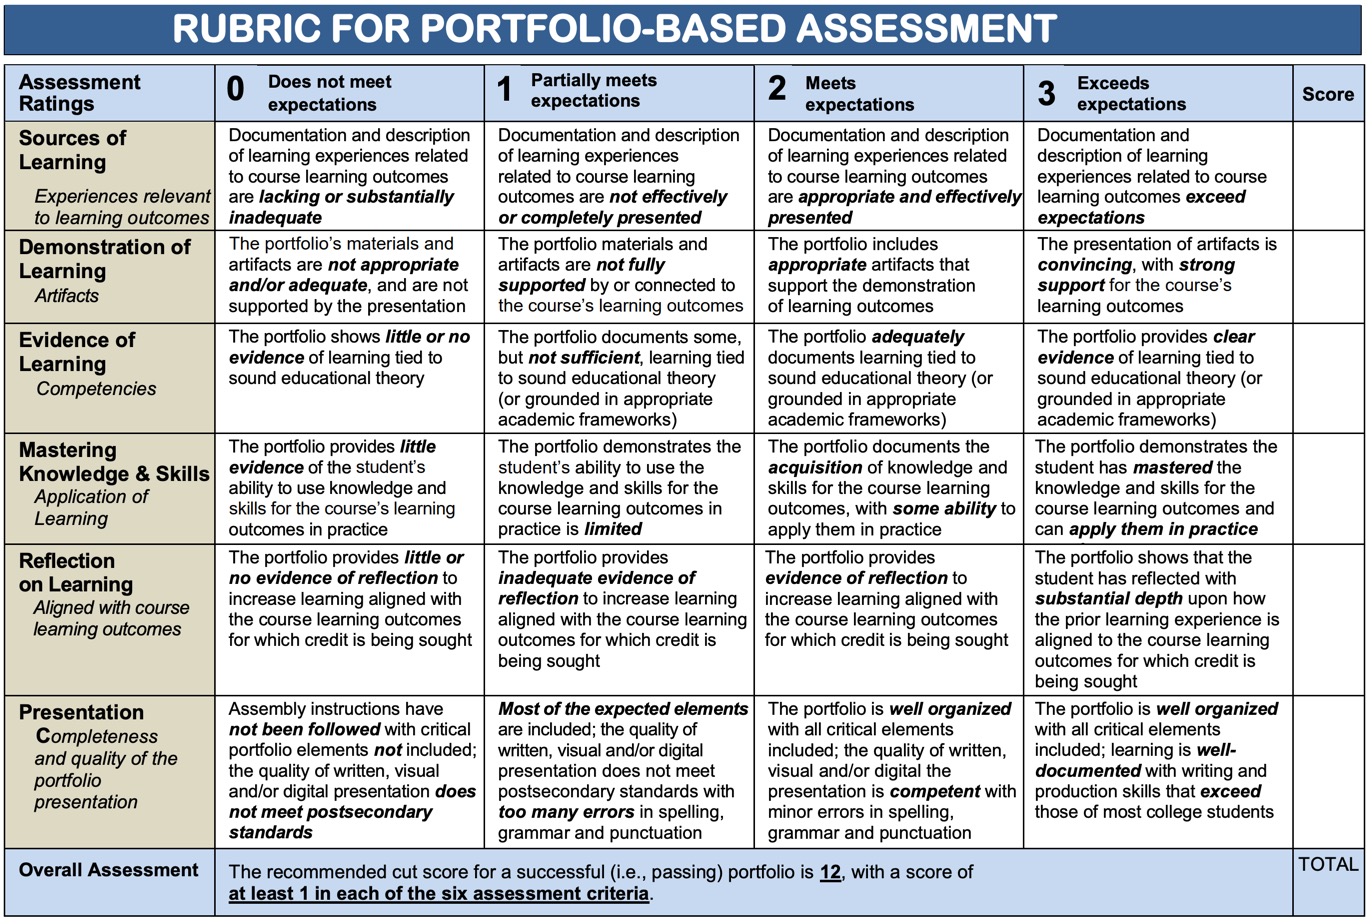 RUBRIC FOR PORTFOLIO-BASED ASSESSMENT
Assessment
Ratings
0 Does not meet
expectations
1 Partially meets
expectations
2 Meets
expectations
3 Exceeds
expectations
Score
Sources of
Learning
Experiences relevant
to learning outcomes
Documentation and description
of learning experiences related
to course learning outcomes
are lacking or substantially
inadequate
Documentation and description
of learning experiences
related to course learning
outcomes are not effectively
or completely presented
Documentation and description
of learning experiences related
to course learning outcomes
are appropriate and effectively
presented
Documentation and
description of learning
experiences related to course
learning outcomes exceed
expectations
Demonstration of
Learning
Artifacts
The portfolio’s materials and
artifacts are not appropriate
and/or adequate, and are not
supported by the presentation
The portfolio materials and
artifacts are not fully
supported by or connected to
the course’s learning outcomes
The portfolio includes
appropriate artifacts that
support the demonstration
of learning outcomes
The presentation of artifacts is
convincing, with strong
support for the course’s
learning outcomes
Evidence of
Learning
Competencies
The portfolio shows little or no
evidence of learning tied to
sound educational theory
The portfolio documents some,
but not sufficient, learning tied
to sound educational theory
(or grounded in appropriate
academic frameworks)
The portfolio adequately
documents learning tied to
sound educational theory (or
grounded in appropriate
academic frameworks)
The portfolio provides clear
evidence of learning tied to
sound educational theory (or
grounded in appropriate
academic frameworks)
Mastering
Knowledge & Skills
Application of
Learning
The portfolio provides little
evidence of the student’s
ability to use knowledge and
skills for the course’s learning
outcomes in practice
The portfolio demonstrates the
student’s ability to use the
knowledge and skills for the
course learning outcomes in
practice is limited
The portfolio documents the
acquisition of knowledge and
skills for the course learning
outcomes, with some ability to
apply them in practice
The portfolio demonstrates the
student has mastered the
knowledge and skills for the
course learning outcomes and
can apply them in practice
Reflection
on Learning
Aligned with course
learning outcomes
The portfolio provides little or
no evidence of reflection to
increase learning aligned with
the course learning outcomes
for which credit is being sought
The portfolio provides
inadequate evidence of
reflection to increase learning
aligned with the course learning
outcomes for which credit is
being sought
The portfolio provides
evidence of reflection to
increase learning aligned with
the course learning outcomes
for which credit is being sought
The portfolio shows that the
student has reflected with
substantial depth upon how
the prior learning experience is
aligned to the course learning
outcomes for which credit is
being sought
Presentation
Completeness
and quality of the
portfolio
presentation
Assembly instructions have
not been followed with critical
portfolio elements not included;
the quality of written, visual
and/or digital presentation does
not meet postsecondary
standards
Most of the expected elements
are included; the quality of
written, visual and/or digital
presentation does not meet
postsecondary standards with
too many errors in spelling,
grammar and punctuation
The portfolio is well organized
with all critical elements
included; the quality of written,
visual and/or digital the
presentation is competent with
minor errors in spelling,
grammar and punctuation
The portfolio is well organized
with all critical elements
included; learning is well-
documented with writing and
production skills that exceed
those of most college students
Overall Assessment
The recommended cut score for a successful (i.e., passing) portfolio is 12, with a score of
at least 1 in each of the six assessment criteria.
TOTAL